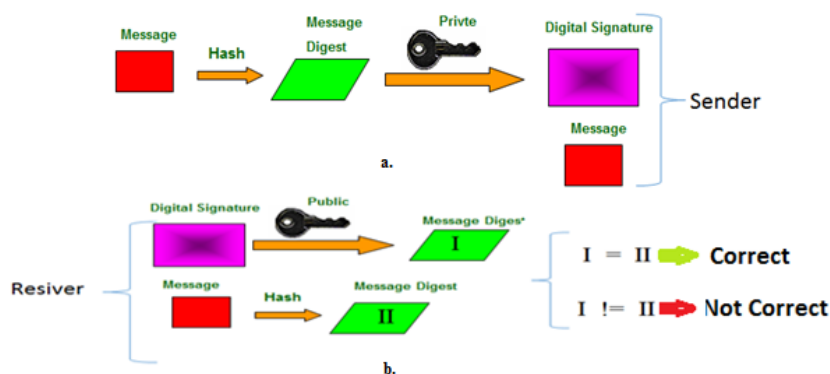 Message
Hash
Message
Digest
Privte
Digital Signature
Message
Sender
a.
Digital Signature
Public
Message Diges
I
Resiver
Message
Hash
Message Digest
II
I = II Correct
I != II Not Correct
b.